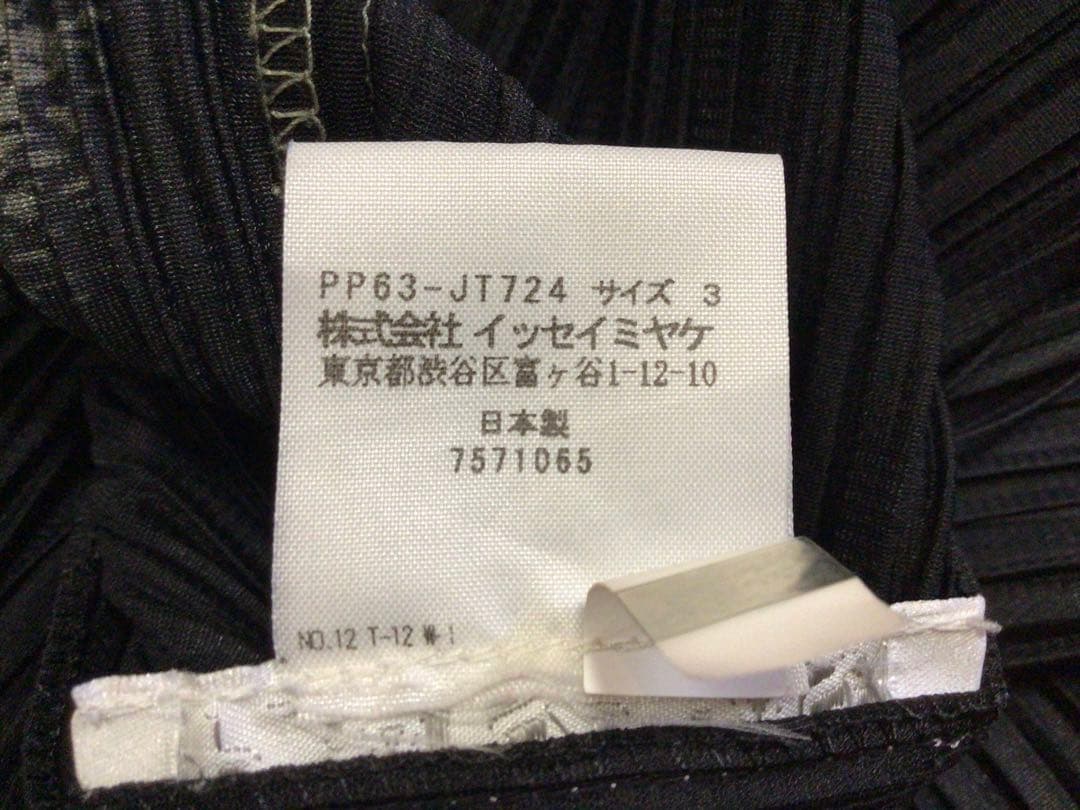 PP63-JT724 サイズ 3
株式会社 イッセイミヤケ
東京都渋谷区富ヶ谷1-12-10
日本製
7571065
NO.12 T-12 W-1